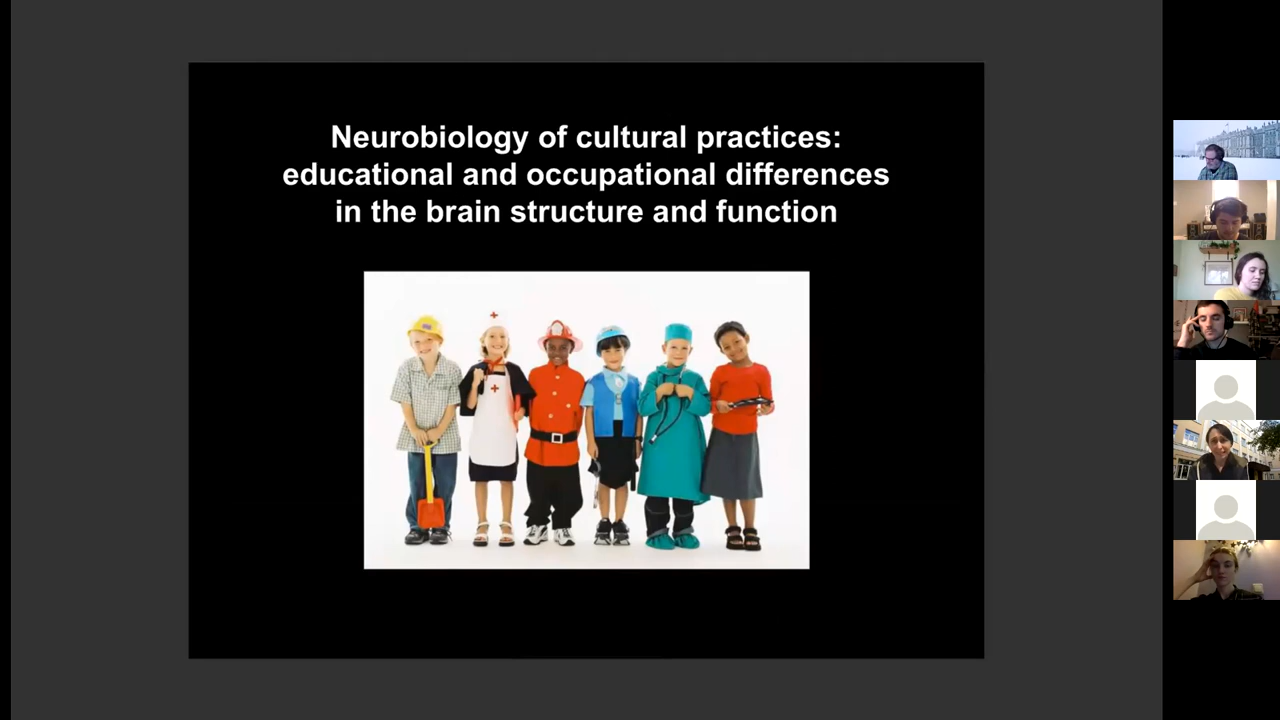 Neurobiology of cultural practices:
educational and occupational differences
in the brain structure and function